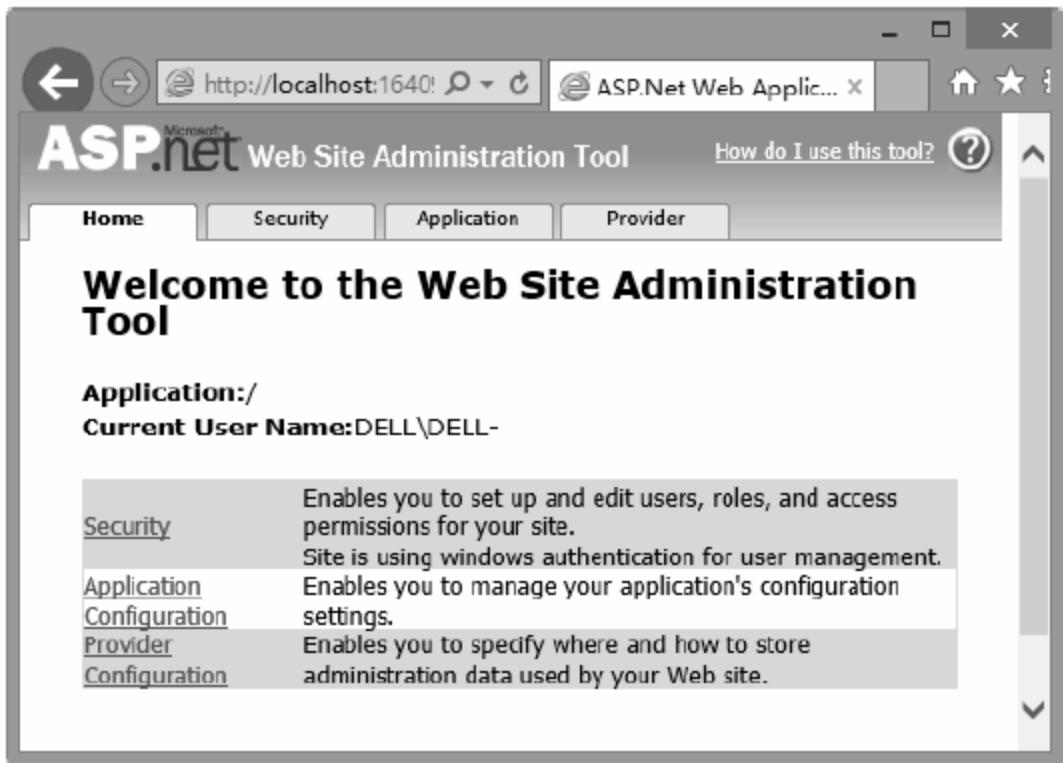 http://localhost:1640!
ASP.Net Web Applic...
Microsoft
ASP.net Web Site Administration Tool
How do I use this tool? ?
Home Security Application Provider
Welcome to the Web Site Administration
Tool
Application:/
Current User Name:DELL\DELL-
Security
Enables you to set up and edit users, roles, and access
permissions for your site.
Site is using windows authentication for user management.
Application
Configuration
Enables you to manage your application's configuration
settings.
Provider
Configuration
Enables you to specify where and how to store
administration data used by your Web site.